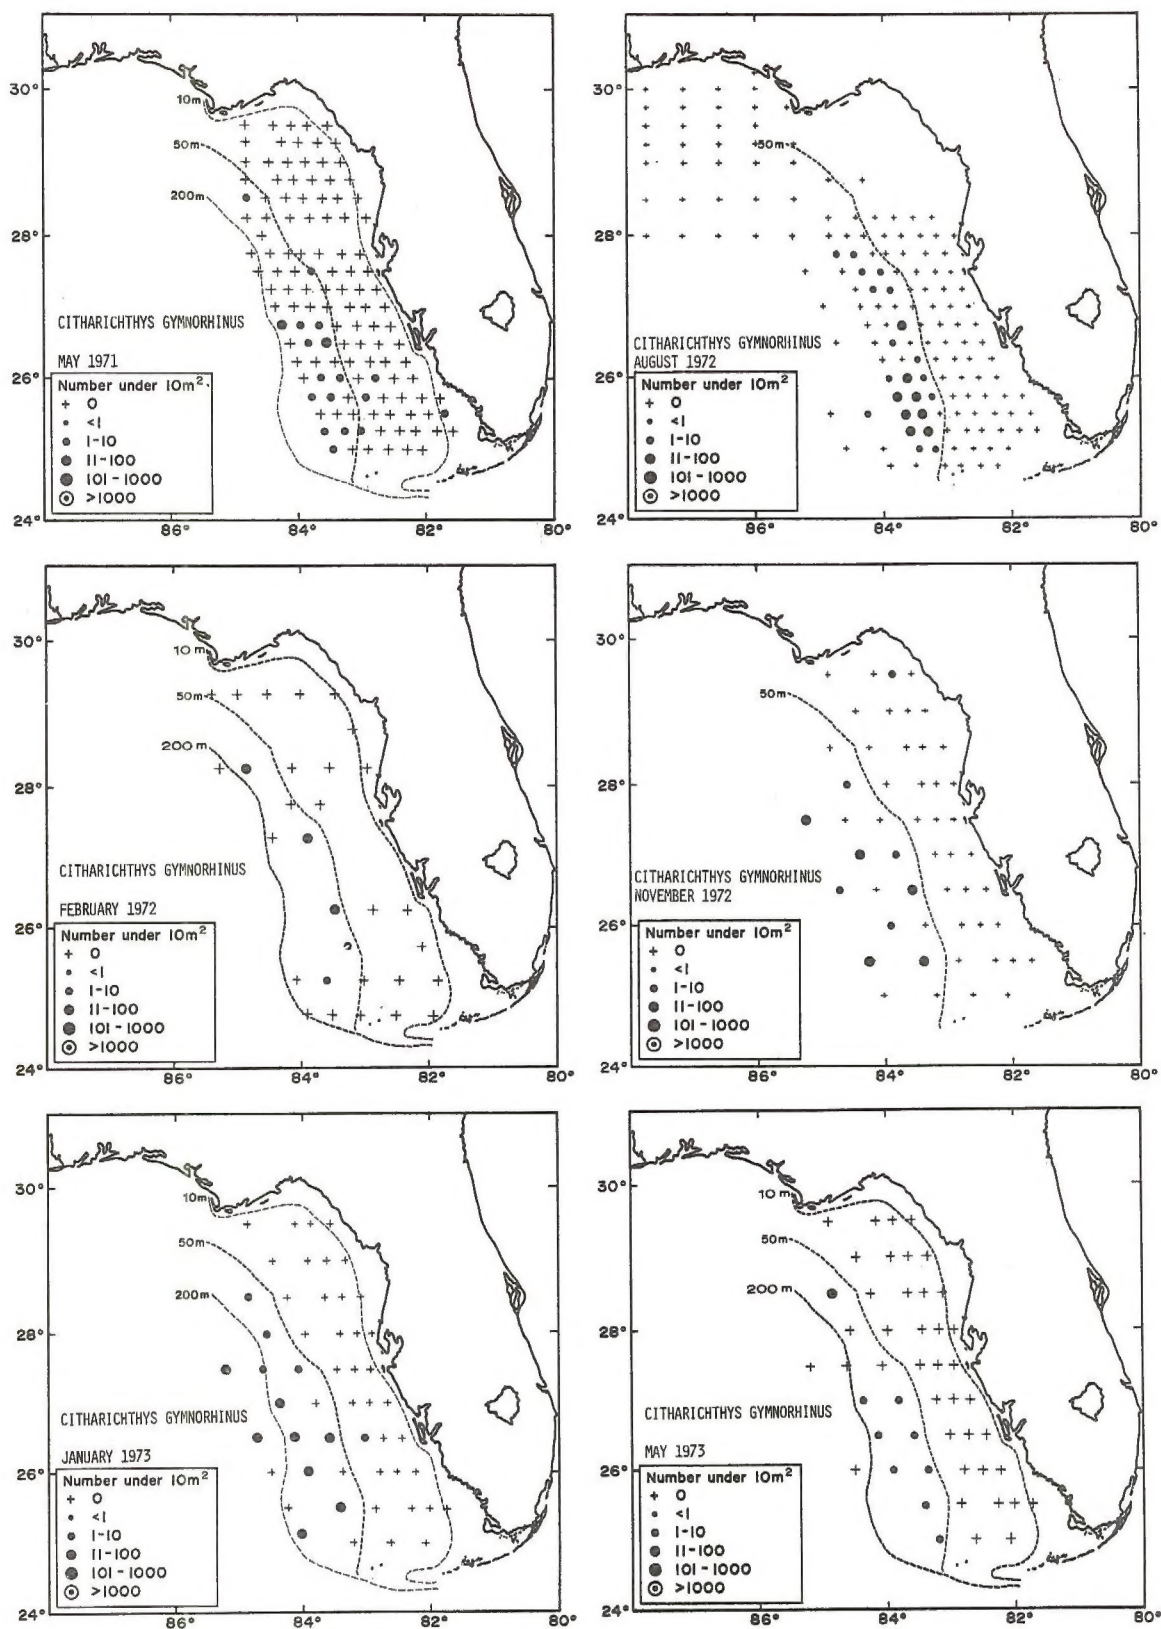 30°
28°
26°
24°
86°
84°
82°
80°
10m
50m
200m
CITHARICHTHYS GYMNORHINUS
MAY 1971
Number under 10m²
+ 0
<1
1-10
11-100
101-1000
>1000
30°
28°
26°
24°
86°
84°
82°
80°
50m
CITHARICHTHYS GYMNORHINUS
AUGUST 1972
Number under 10m²
+ 0
<1
1-10
11-100
101-1000
>1000
30°
28°
26°
24°
86°
84°
82°
80°
10m
50m
200m
CITHARICHTHYS GYMNORHINUS
FEBRUARY 1972
Number under 10m²
+ 0
<1
1-10
11-100
101-1000
>1000
30°
28°
26°
24°
86°
84°
82°
80°
50m
CITHARICHTHYS GYMNORHINUS
NOVEMBER 1972
Number under 10m²
+ 0
<1
1-10
11-100
101-1000
>1000
30°
28°
26°
24°
86°
84°
82°
80°
10m
50m
200m
CITHARICHTHYS GYMNORHINUS
JANUARY 1973
Number under 10m²
+ 0
<1
1-10
11-100
101-1000
>1000
30°
28°
26°
24°
86°
84°
82°
80°
10m
50m
200m
CITHARICHTHYS GYMNORHINUS
MAY 1973
Number under 10m²
+ 0
<1
1-10
11-100
101-1000
>1000